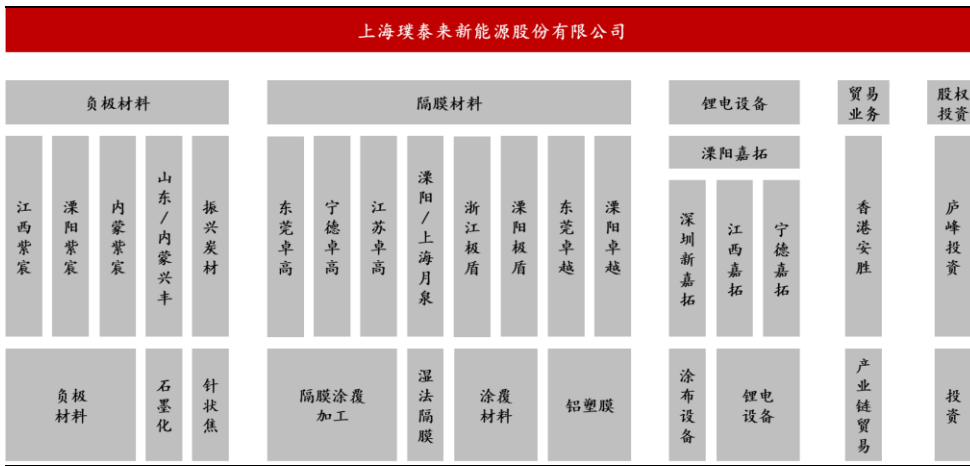 上海璞泰来新能源股份有限公司
负极材料
隔膜材料
锂电设备
贸易
业务
股权
投资
溧阳嘉拓
江西紫宸
溧阳紫宸
内蒙紫宸
山东/内蒙兴丰
振兴炭材
东莞卓高
宁德卓高
江苏卓高
溧阳/上海月泉
浙江极盾
溧阳极盾
东莞卓越
溧阳卓越
深圳新嘉拓
江西嘉拓
宁德嘉拓
香港安胜
庐峰投资
负极
材料
石墨化
针状焦
隔膜涂覆
加工
湿法隔膜
涂覆
材料
铝塑膜
涂布设备
锂电
设备
产业链贸易
投资